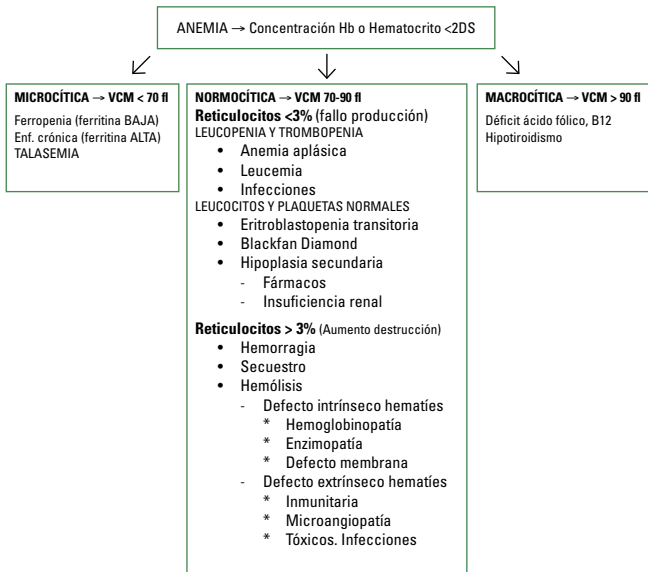 ANEMIA → Concentración Hb o Hematocrito <2DS
MICROCÍTICA → VCM < 70 fl
Ferropenia (ferritina BAJA)
Enf. crónica (ferritina ALTA)
TALASEMIA
NORMOCÍTICA → VCM 70-90 fl
Reticulocitos <3% (fallo producción)
LEUCOPENIA Y TROMBOPENIA
• Anemia aplásica
• Leucemia
• Infecciones
LEUCOCITOS Y PLAQUETAS NORMALES
• Eritroblastopenia transitoria
• Blackfan Diamond
• Hipoplasia secundaria
- Fármacos
- Insuficiencia renal
Reticulocitos > 3% (Aumento destrucción)
• Hemorragia
• Secuestro
• Hemólisis
- Defecto intrínseco hematíes
* Hemoglobinopatía
* Enzimopatía
* Defecto membrana
- Defecto extrínseco hematíes
* Inmunitaria
* Microangiopatía
* Tóxicos. Infecciones
MACROCÍTICA → VCM > 90 fl
Déficit ácido fólico, B12
Hipotiroidismo